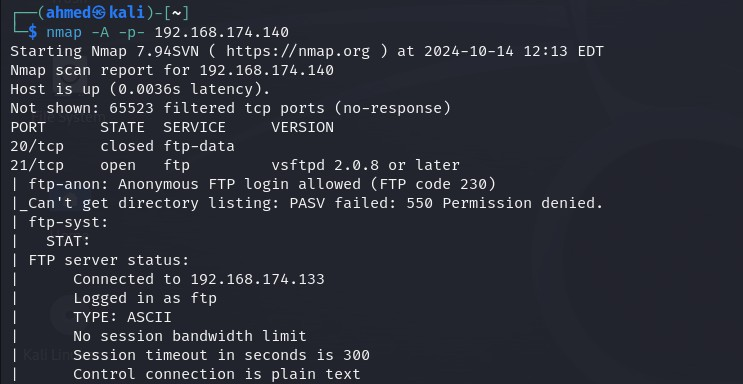 ┌──(ahmed㉿kali)-[~]
└─$ nmap -A -p- 192.168.174.140
Starting Nmap 7.94SVN ( https://nmap.org ) at 2024-10-14 12:13 EDT
Nmap scan report for 192.168.174.140
Host is up (0.0036s latency).
Not shown: 65523 filtered tcp ports (no-response)
PORT      STATE  SERVICE     VERSION
20/tcp    closed ftp-data
21/tcp    open   ftp         vsftpd 2.0.8 or later
| ftp-anon: Anonymous FTP login allowed (FTP code 230)
|_Can't get directory listing: PASV failed: 550 Permission denied.
| ftp-syst:
|   STAT:
| FTP server status:
|      Connected to 192.168.174.133
|      Logged in as ftp
|      TYPE: ASCII
|      No session bandwidth limit
|      Session timeout in seconds is 300
|      Control connection is plain text